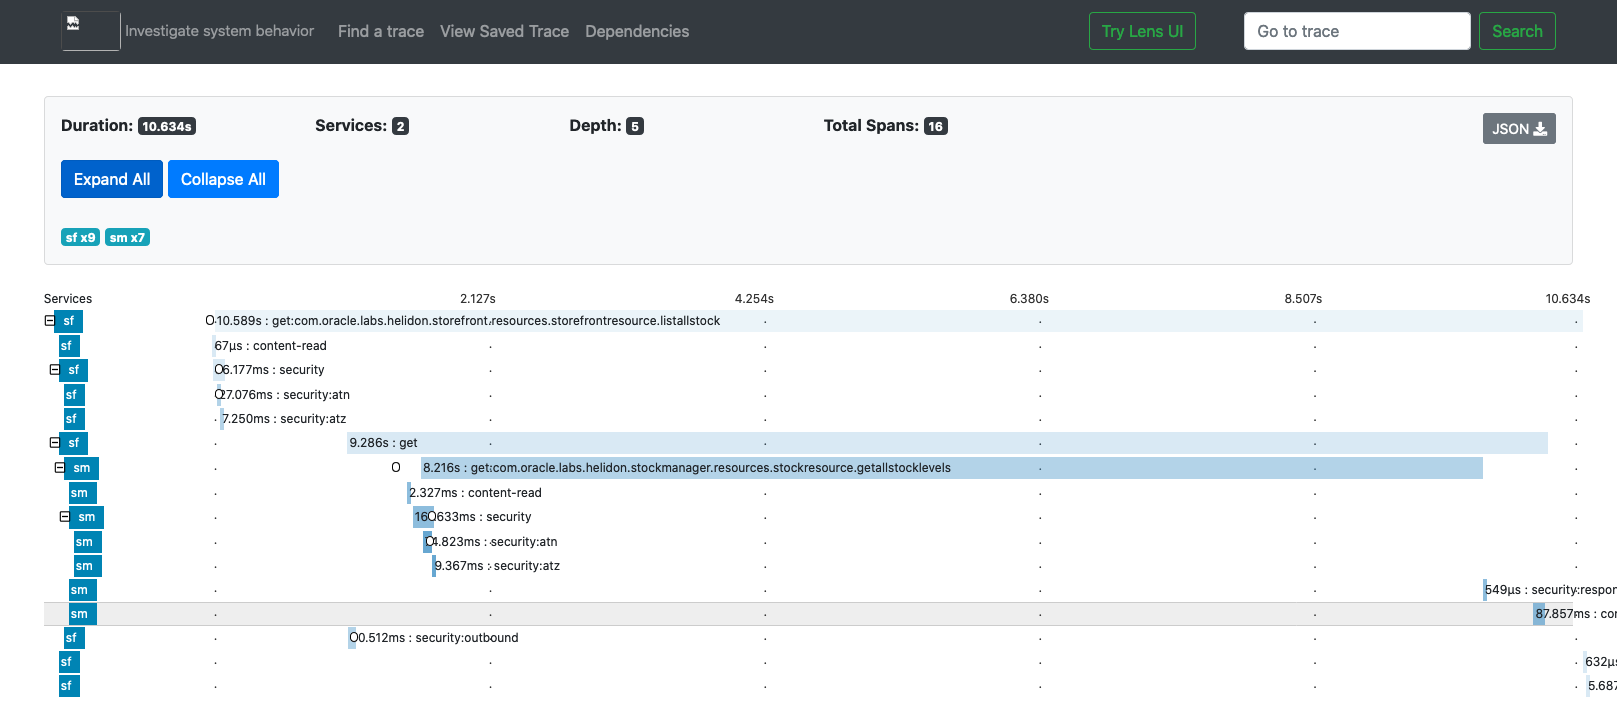 Investigate system behavior Find a trace View Saved Trace Dependencies Try Lens UI Go to trace Search
Duration: 10.634s Services: 2 Depth: 5 Total Spans: 16 JSON
Expand All Collapse All
sf x9 sm x7
Services 2.127s 4.254s 6.380s 8.507s 10.634s
sf 10.589s : get:com.oracle.labs.helidon.storefront.resources.storefrontresource.listallstock
sf 67µs : content-read
sf 6.177ms : security
sf 27.076ms : security:atn
sf 7.250ms : security:atz
sf 9.286s : get
sm 8.216s : get:com.oracle.labs.helidon.stockmanager.resources.stockresource.getallstocklevels
sm 2.327ms : content-read
sm 633ms : security
sm 4.823ms : security:atn
sm 9.367ms : security:atz
sm 549µs : security:respon
sm 87.857ms : con
sf 0.512ms : security:outbound
sf 632µs
sf 5.687